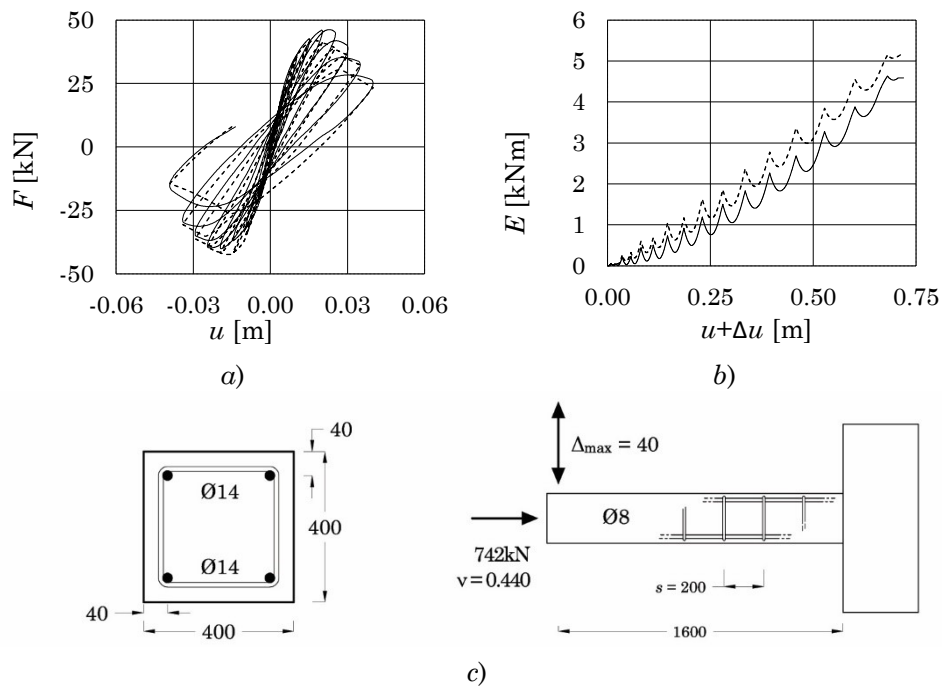 50
25
0
-25
-50
F [kN]
-0.06 -0.03 0.00 0.03 0.06
u [m]
a)
6
5
4
3
2
1
0
E [kNm]
0.00 0.25 0.50 0.75
u+Δu [m]
b)
40
Ø14
400
Ø14
40
400
Δmax = 40
Ø8
742kN
ν=0.440
s = 200
1600
c)